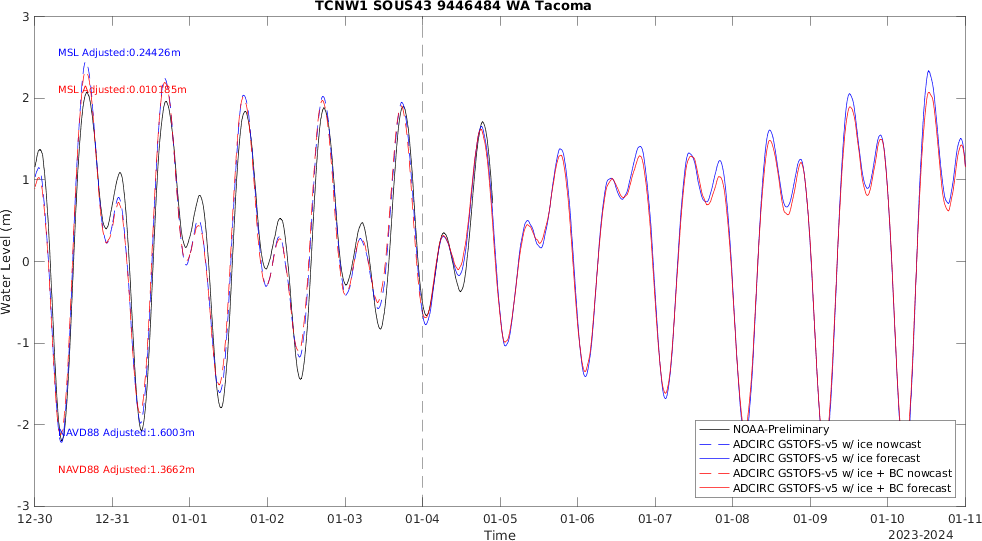 TCNW1 SOUS43 9446484 WA Tacoma
MSL Adjusted:0.24426m
MSL Adjusted:0.010185m
NAVD88 Adjusted:1.6003m
NAVD88 Adjusted:1.3662m
Water Level (m)
3
2
1
0
-1
-2
-3
NOAA-Preliminary
ADCIRC GSTOFS-v5 w/ ice nowcast
ADCIRC GSTOFS-v5 w/ ice forecast
ADCIRC GSTOFS-v5 w/ ice + BC nowcast
ADCIRC GSTOFS-v5 w/ ice + BC forecast
12-30 12-31 01-01 01-02 01-03 01-04 01-05 01-06 01-07 01-08 01-09 01-10 01-11
Time
2023-2024